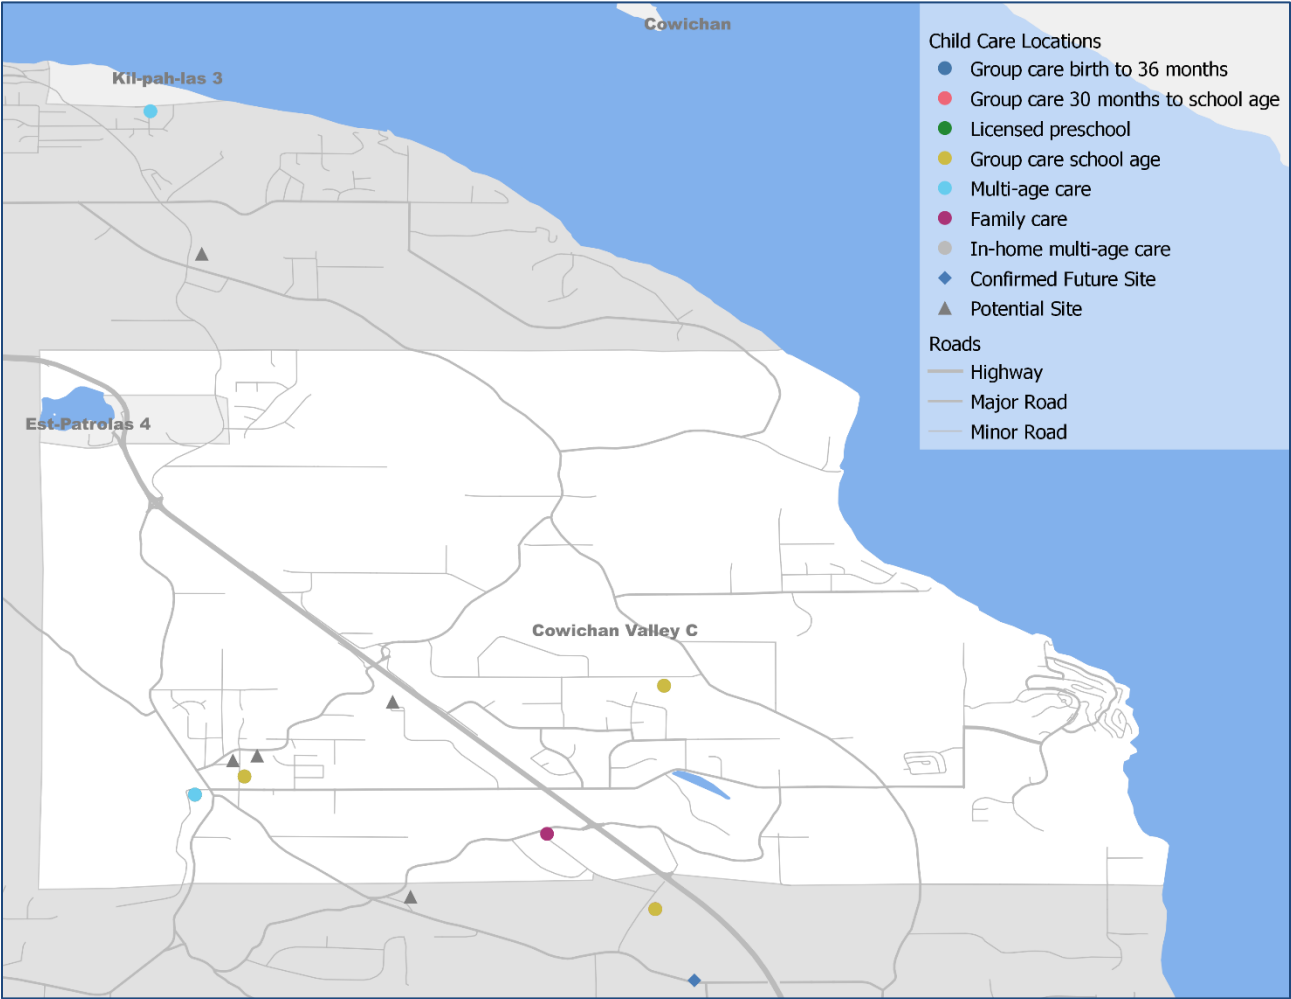 Cowichan
Kil-pah-las 3
Est-Patrolas 4
Cowichan Valley C
Child Care Locations
Group care birth to 36 months
Group care 30 months to school age
Licensed preschool
Group care school age
Multi-age care
Family care
In-home multi-age care
Confirmed Future Site
Potential Site
Roads
Highway
Major Road
Minor Road